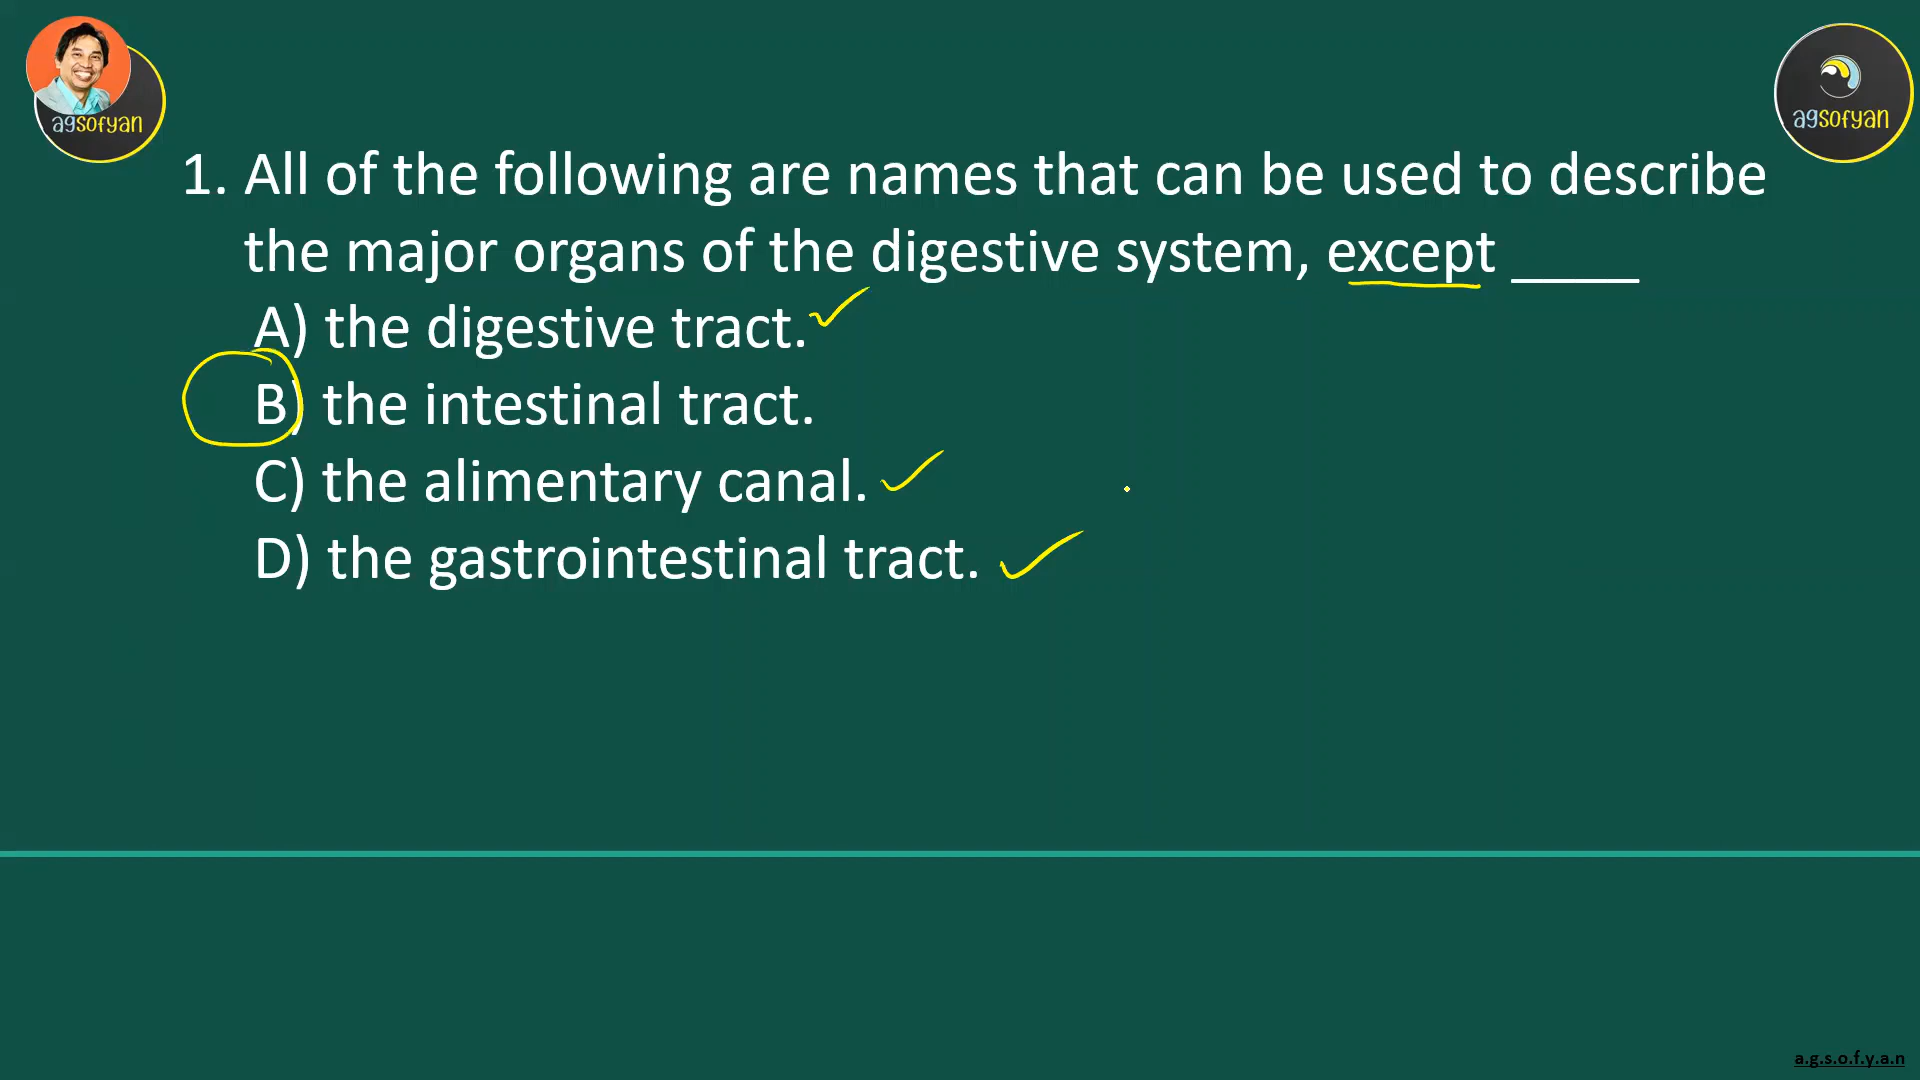 agsofyan
agsofyan
1. All of the following are names that can be used to describe
the major organs of the digestive system, except _____
A) the digestive tract.
B) the intestinal tract.
C) the alimentary canal.
D) the gastrointestinal tract.
a.g.s.o.f.y.a.n